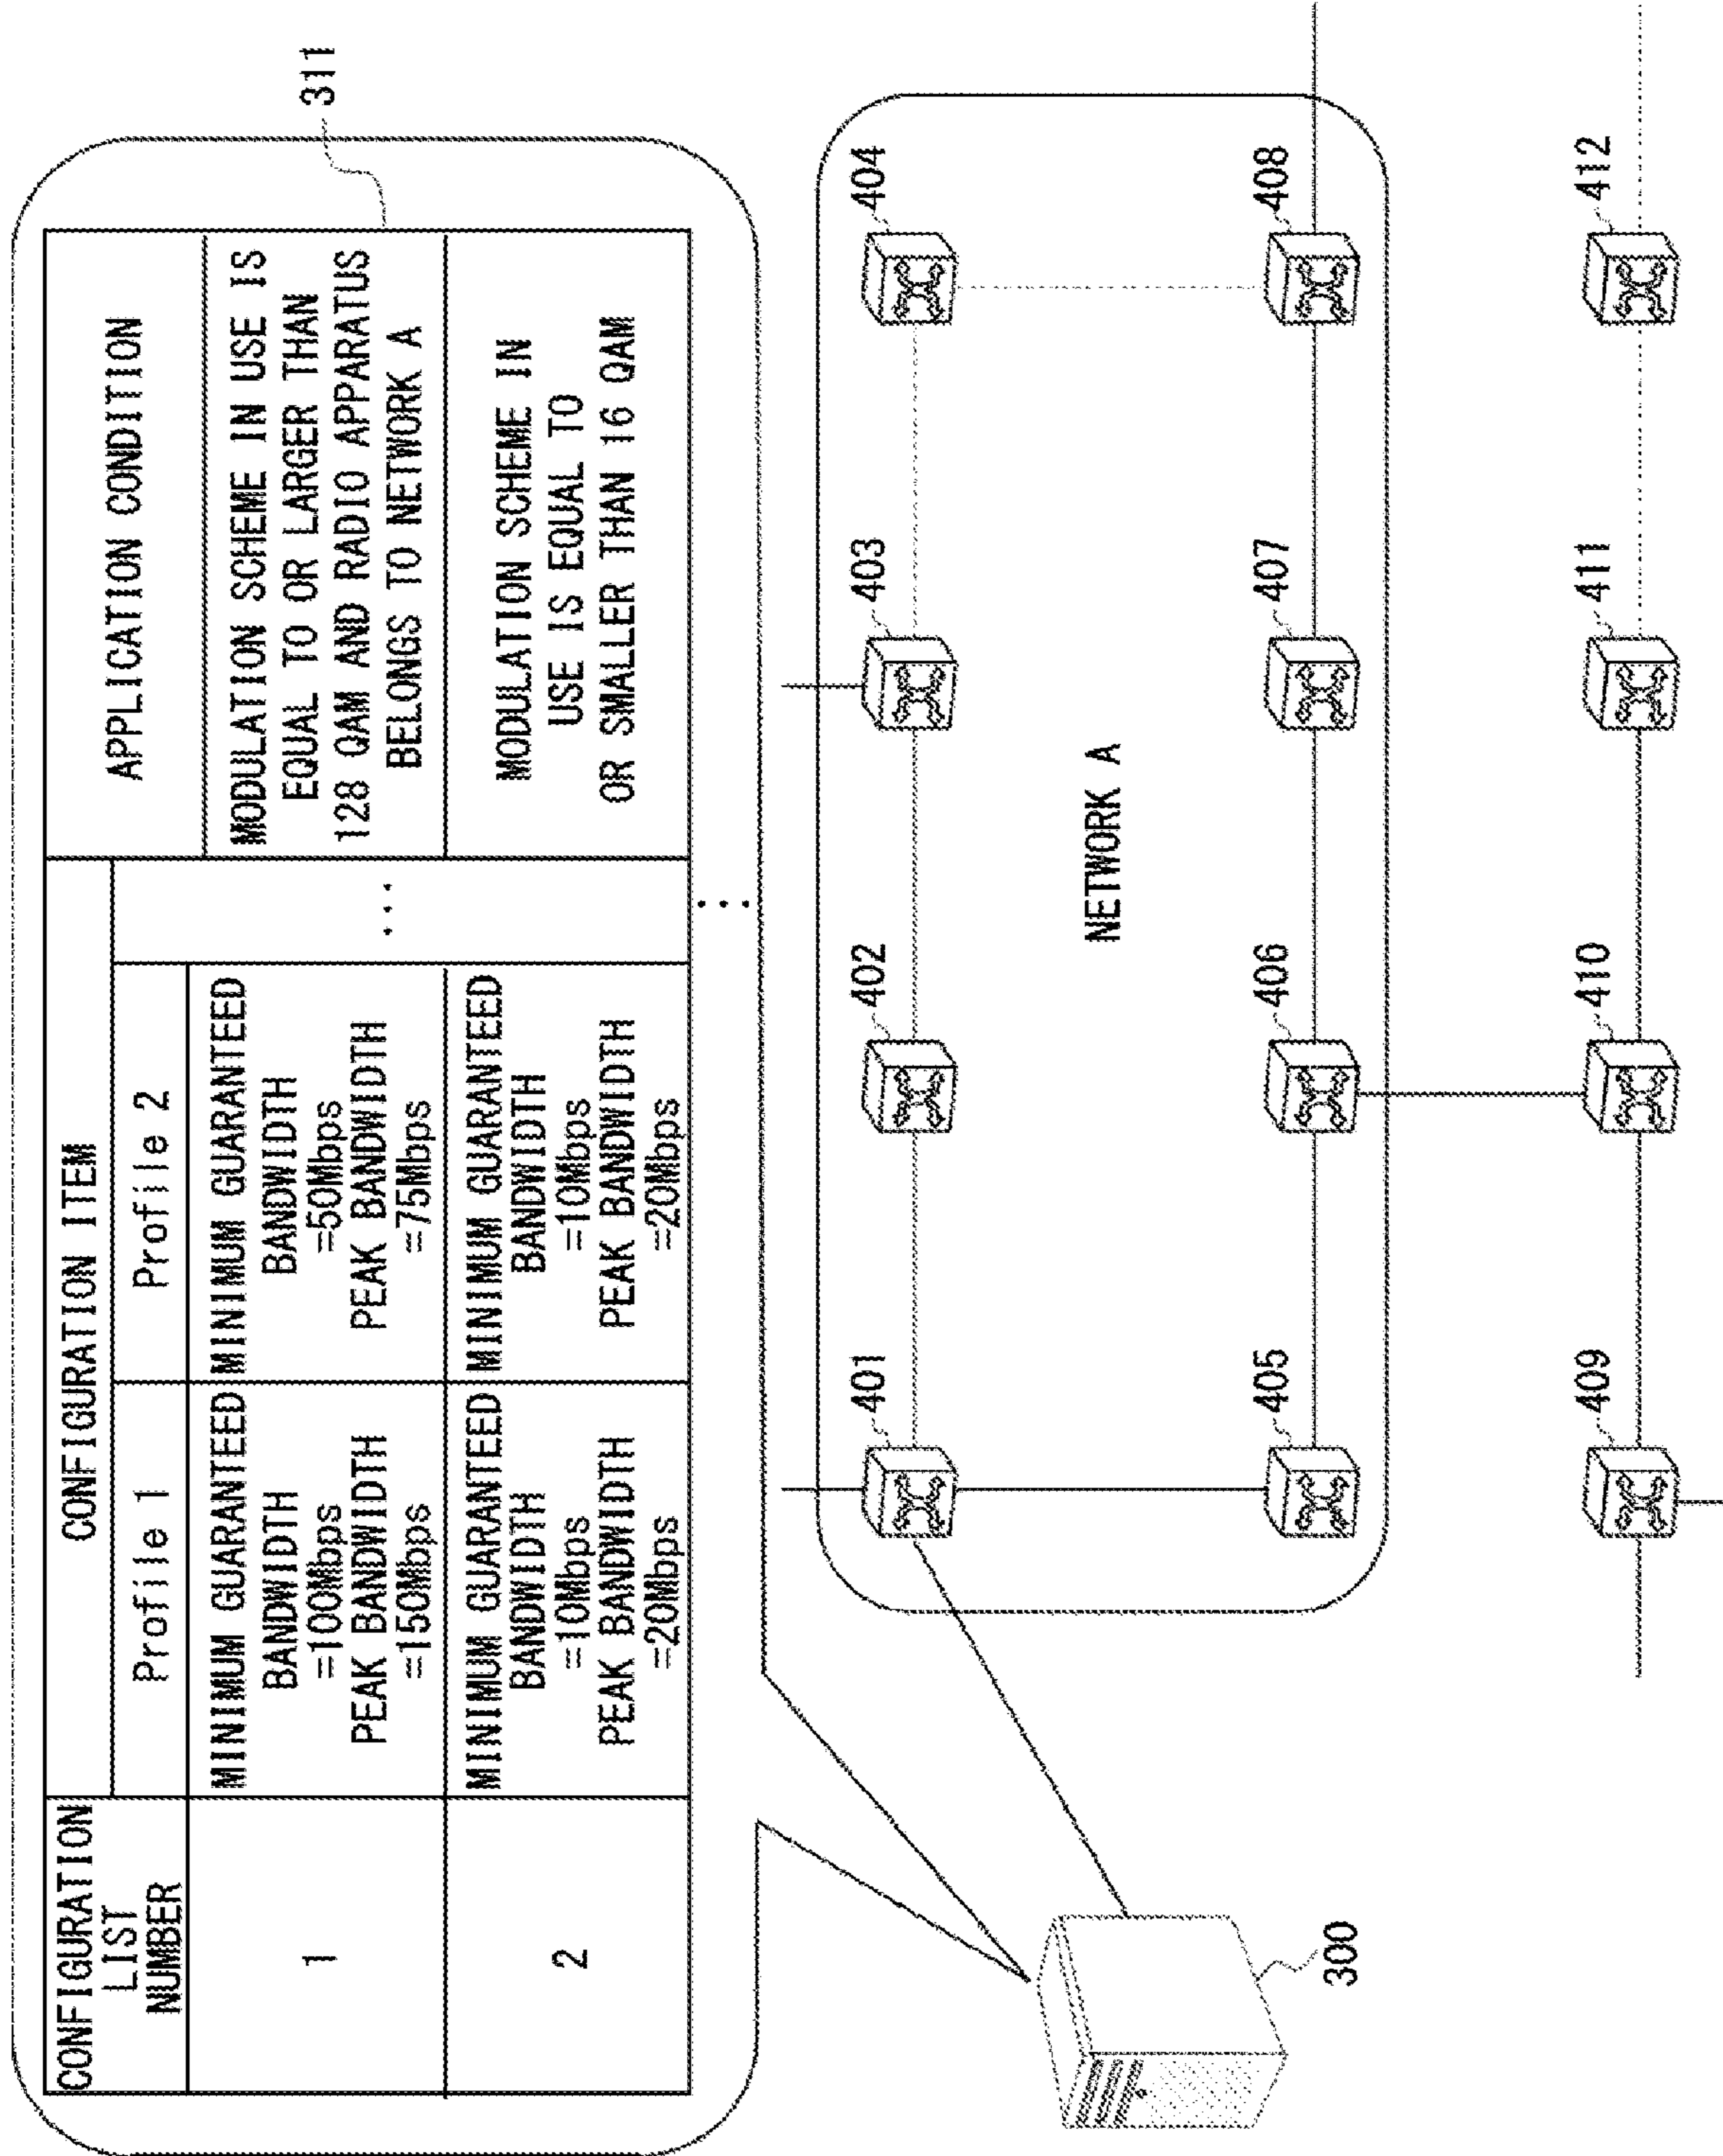 CONFIGURATION
LIST
NUMBER
CONFIGURATION ITEM
APPLICATION CONDITION
Profile 1
Profile 2
...
1
MINIMUM GUARANTEED
BANDWIDTH
=100Mbps
PEAK BANDWIDTH
=150Mbps
MINIMUM GUARANTEED
BANDWIDTH
=50Mbps
PEAK BANDWIDTH
=75Mbps
MODULATION SCHEME IN USE IS
EQUAL TO OR LARGER THAN
128 QAM AND RADIO APPARATUS
BELONGS TO NETWORK A
2
MINIMUM GUARANTEED
BANDWIDTH
=10Mbps
PEAK BANDWIDTH
=20Mbps
MINIMUM GUARANTEED
BANDWIDTH
=10Mbps
PEAK BANDWIDTH
=20Mbps
MODULATION SCHEME IN
USE IS EQUAL TO
OR SMALLER THAN 16 QAM
...
311
401
402
403
404
NETWORK A
405
406
407
408
300
409
410
411
412